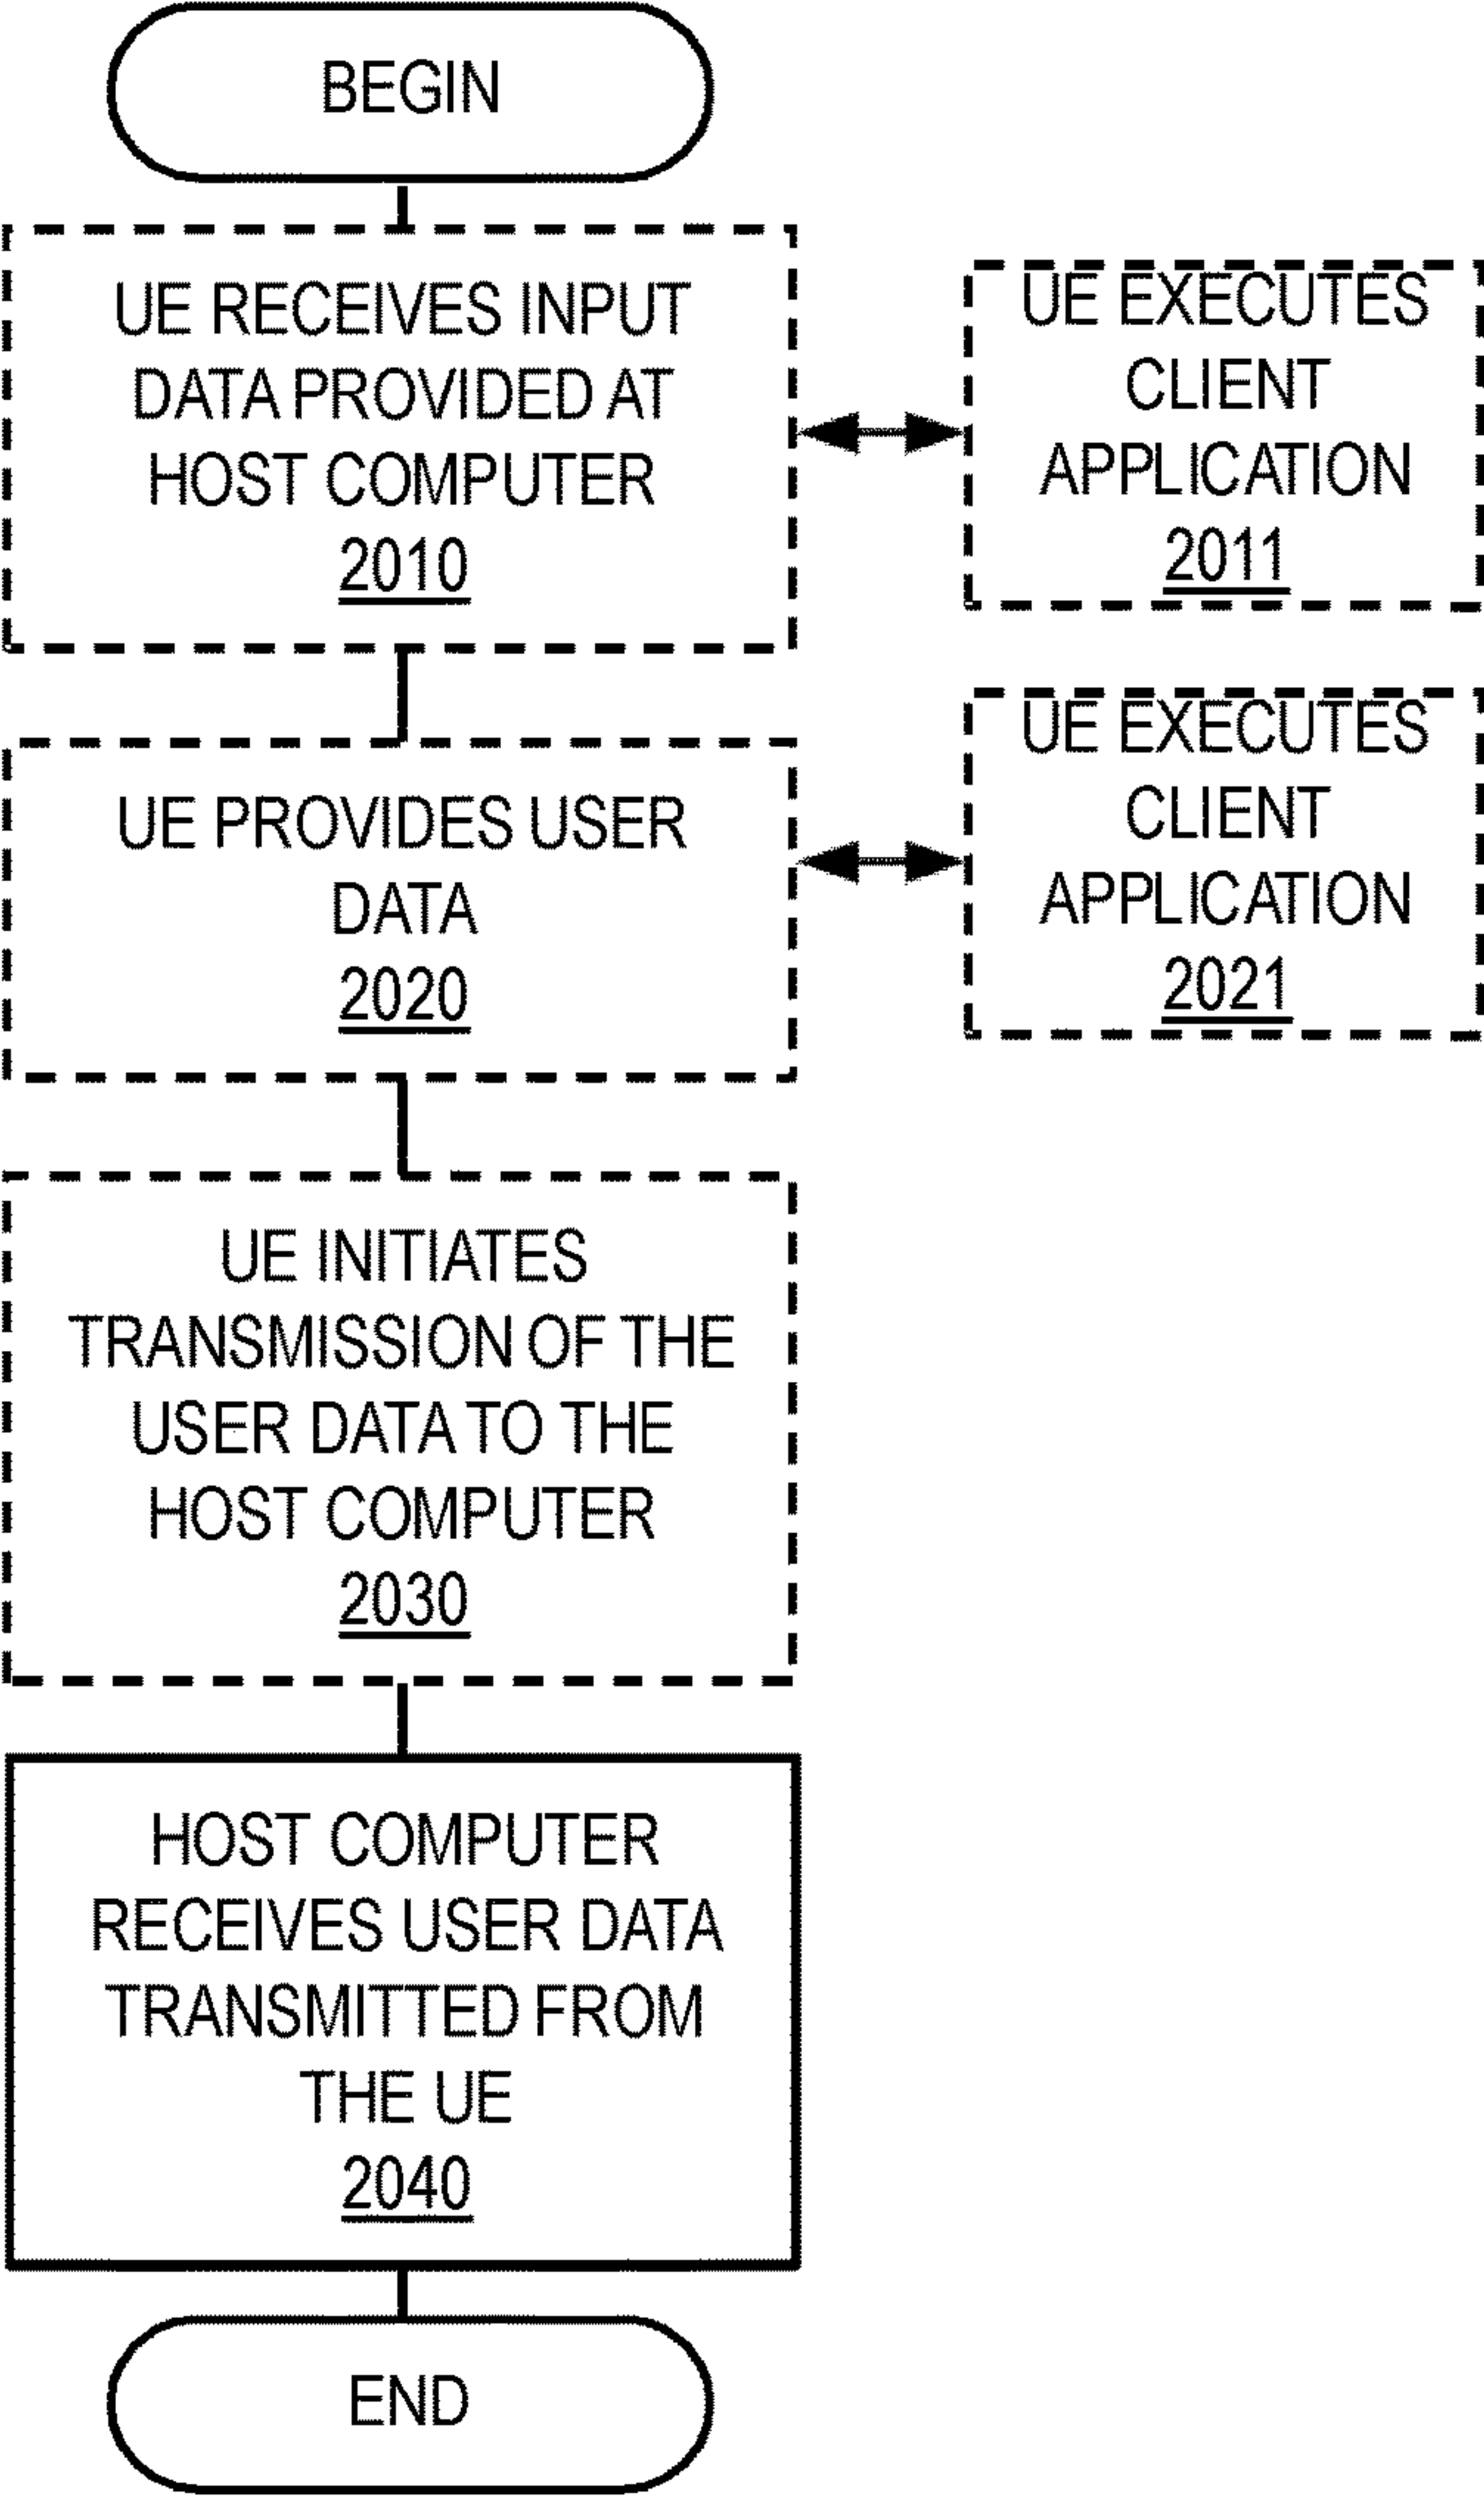 BEGIN
UE RECEIVES INPUT
DATA PROVIDED AT
HOST COMPUTER
2010
UE EXECUTES
CLIENT
APPLICATION
2011
UE PROVIDES USER
DATA
2020
UE EXECUTES
CLIENT
APPLICATION
2021
UE INITIATES
TRANSMISSION OF THE
USER DATA TO THE
HOST COMPUTER
2030
HOST COMPUTER
RECEIVES USER DATA
TRANSMITTED FROM
THE UE
2040
END